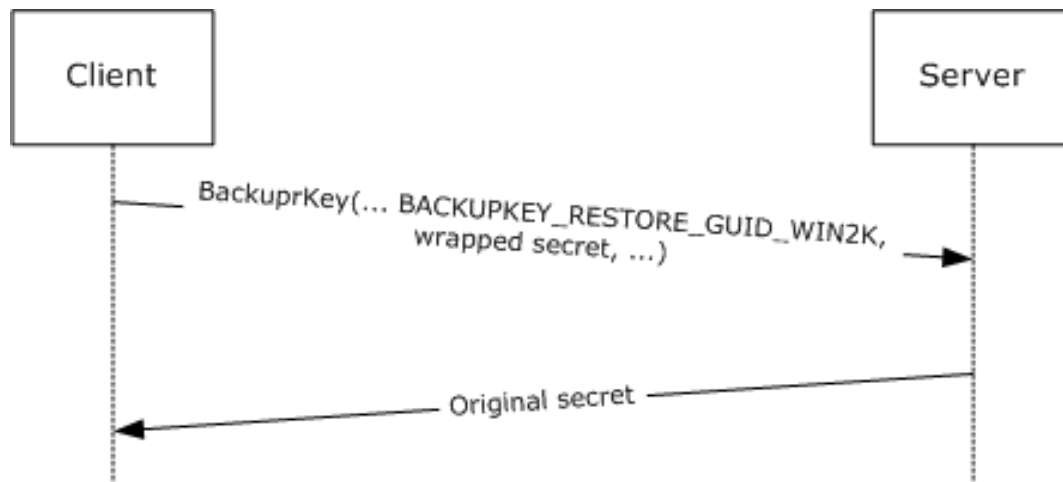 Client
Server
BackuprKey(... BACKUPKEY_RESTORE_GUID_WIN2K,
wrapped secret, ...)
Original secret